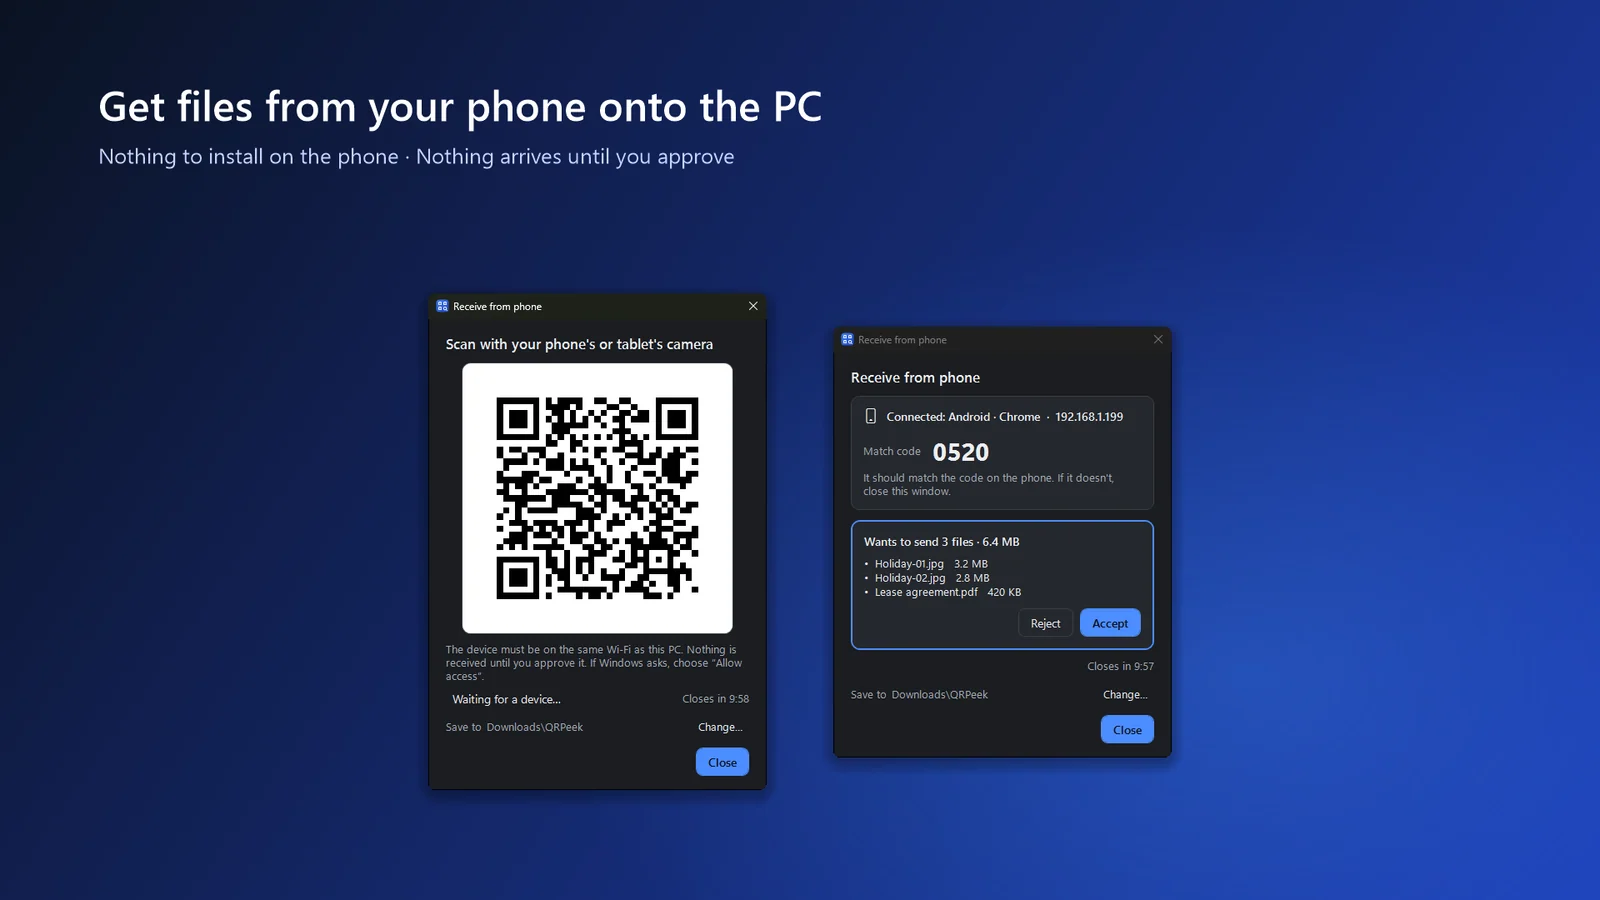 Get files from your phone onto the PC
Nothing to install on the phone · Nothing arrives until you approve
Receive from phone
Scan with your phone's or tablet's camera
The device must be on the same Wi-Fi as this PC. Nothing is
received until you approve it. If Windows asks, choose “Allow
access”.
Waiting for a device... Closes in 9:58
Save to Downloads\QRPeek Change...
Close
Receive from phone
Receive from phone
Connected: Android · Chrome · 192.168.1.199
Match code 0520
It should match the code on the phone. If it doesn't,
close this window.
Wants to send 3 files · 6.4 MB
• Holiday-01.jpg 3.2 MB
• Holiday-02.jpg 2.8 MB
• Lease agreement.pdf 420 KB
Reject Accept
Closes in 9:57
Save to Downloads\QRPeek Change...
Close